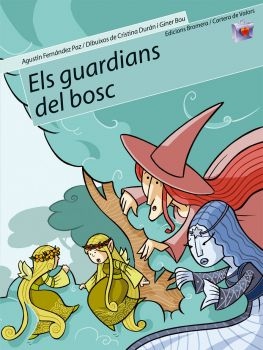 Agustín Fernández Paz / Dibuixos de Cristina Durán / Giner Bou
Edicions Bromera / Cartera de Valors
Els guardians
del bosc